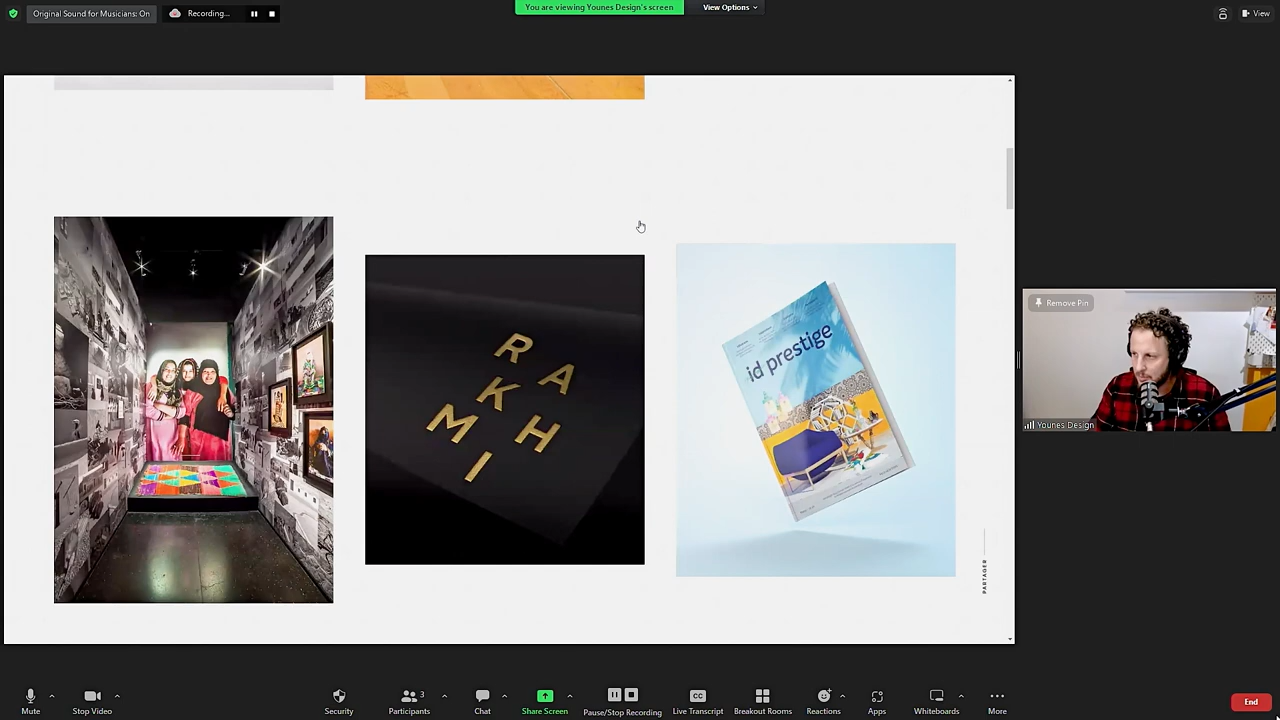 Original Sound for Musicians: On
Recording...
You are viewing Younes Design's screen
View Options
View
R
A
K
H
M
I
id prestige
PARTAGER
Remove Pin
Younes Design
Mute
Stop Video
Security
Participants
3
Chat
Share Screen
Pause/Stop Recording
CC
Live Transcript
Breakout Rooms
Reactions
Apps
Whiteboards
More
End